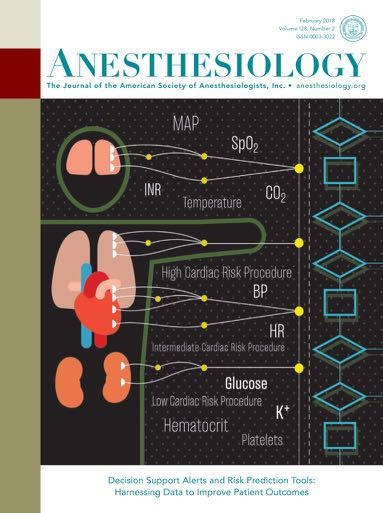 February 2018
Volume 128, Number 2
ISSN 0003-3022
ANESTHESIOLOGY
The Journal of the American Society of Anesthesiologists, Inc. • anesthesiology.org
MAP
SpO₂
INR
CO₂
Temperature
High Cardiac Risk Procedure
BP
HR
Intermediate Cardiac Risk Procedure
Glucose
Low Cardiac Risk Procedure
K⁺
Hematocrit
Platelets
Decision Support Alerts and Risk Prediction Tools:
Harnessing Data to Improve Patient Outcomes